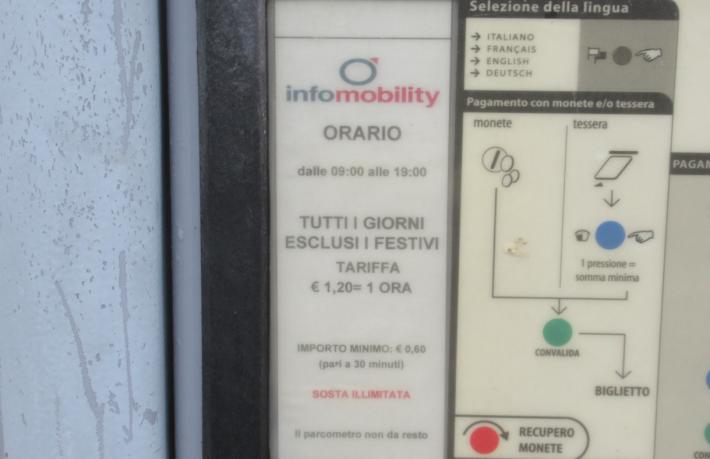 infomobility
ORARIO
dalle 09:00 alle 19:00
TUTTI I GIORNI
ESCLUSI I FESTIVI
TARIFFA
€ 1,20= 1 ORA
IMPORTO MINIMO: € 0,60
(pari a 30 minuti)
SOSTA ILLIMITATA
Il parcometro non da resto
Selezione della lingua
ITALIANO
FRANÇAIS
ENGLISH
DEUTSCH
Pagamento con monete e/o tessera
monete
tessera
1 pressione =
somma minima
CONVALIDA
BIGLIETTO
RECUPERO
MONETE
PAGAM
CON